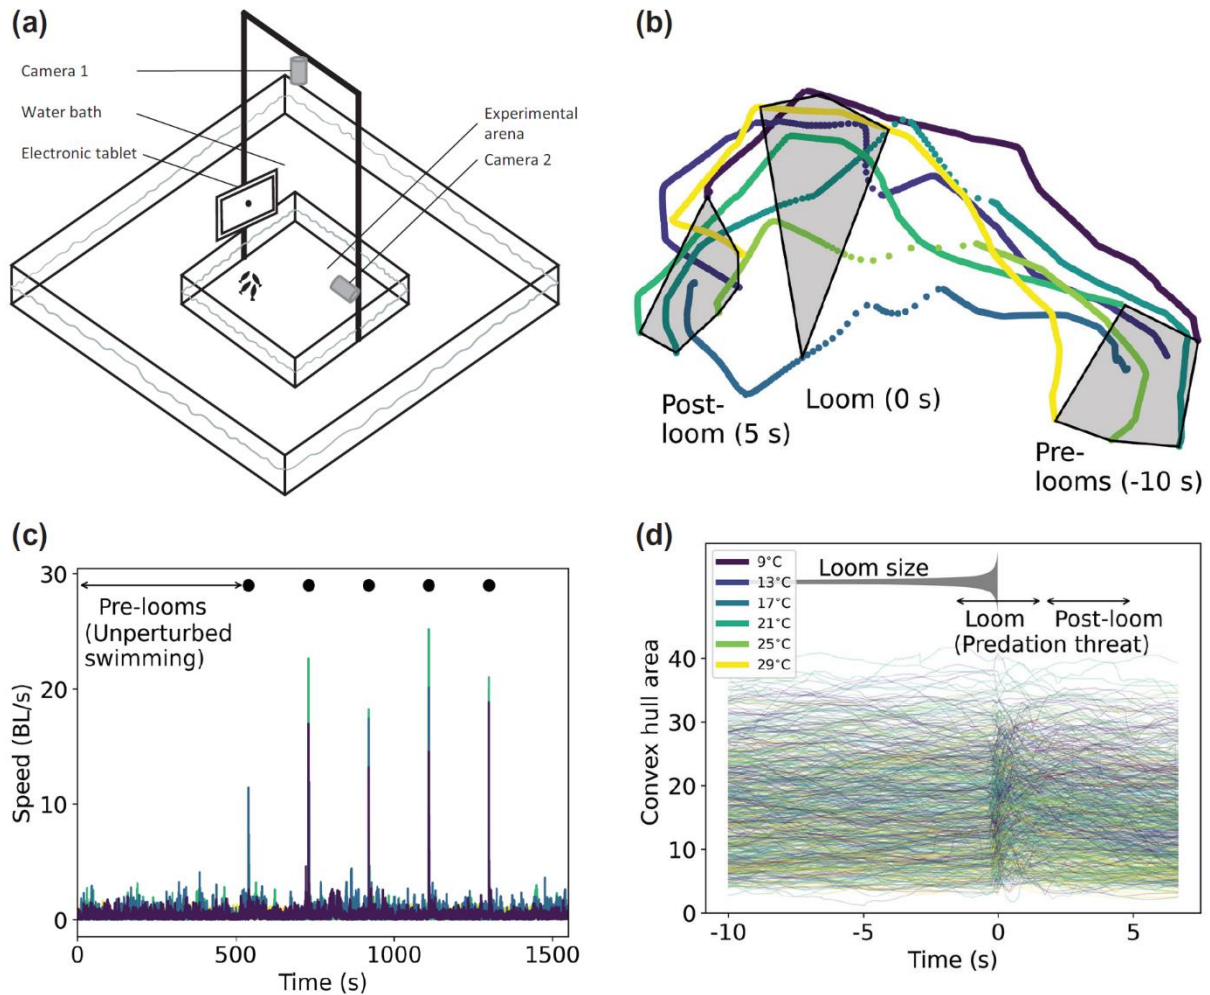 (a)
Camera 1
Water bath
Electronic tablet
Experimental
arena
Camera 2
(b)
Post-
loom (5 s)
Loom (0 s)
Pre-
looms (-10 s)
(c)
30
20
10
0
Speed (BL/s)
Pre-looms
(Unperturbed
swimming)
0
500
1000
1500
Time (s)
(d)
9°C
13°C
17°C
21°C
25°C
29°C
Loom size
Loom
Post-loom
(Predation threat)
40
30
20
10
0
Convex hull area
-10
-5
0
5
Time (s)